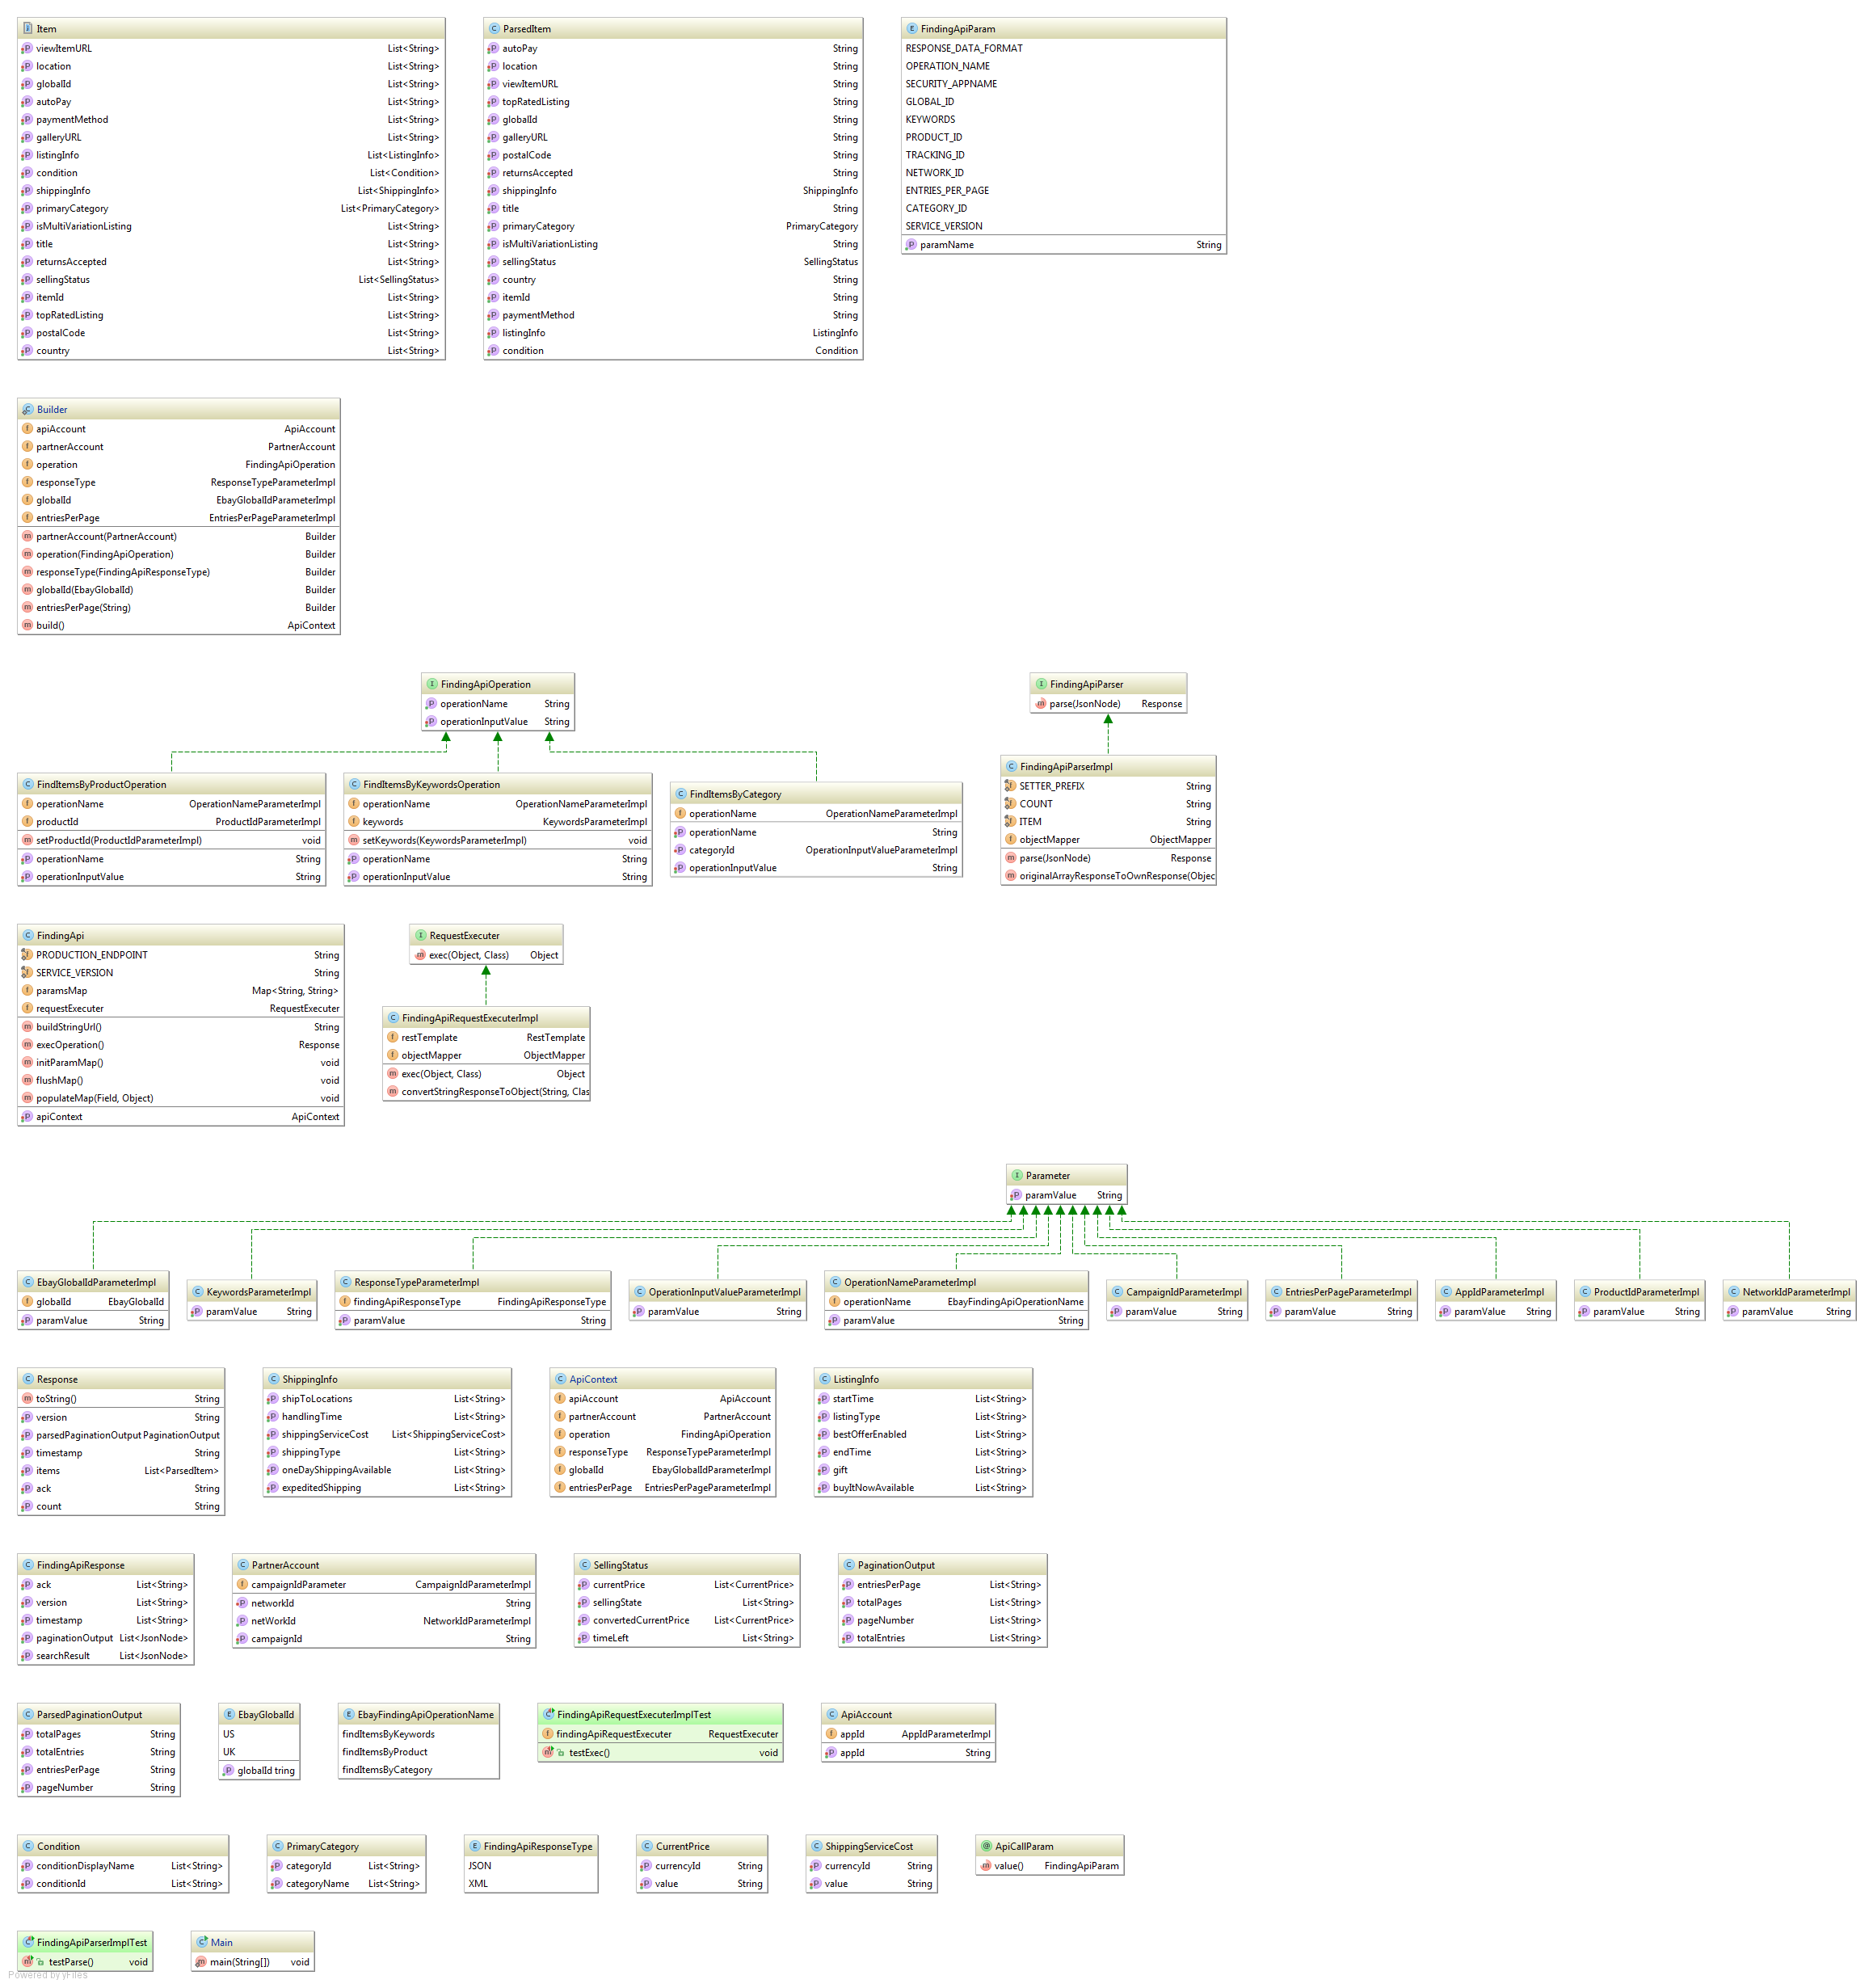 Item
viewItemURL List<String>
location List<String>
globalId List<String>
autoPay List<String>
paymentMethod List<String>
galleryURL List<String>
listingInfo List<ListingInfo>
condition List<Condition>
shippingInfo List<ShippingInfo>
primaryCategory List<PrimaryCategory>
isMultiVariationListing List<String>
title List<String>
returnsAccepted List<String>
sellingStatus List<SellingStatus>
itemId List<String>
topRatedListing List<String>
postalCode List<String>
country List<String>
ParsedItem
autoPay String
location String
viewItemURL String
topRatedListing String
globalId String
galleryURL String
postalCode String
returnsAccepted String
shippingInfo ShippingInfo
title String
primaryCategory PrimaryCategory
isMultiVariationListing String
sellingStatus SellingStatus
country String
itemId String
paymentMethod String
listingInfo ListingInfo
condition Condition
FindingApiParam
RESPONSE_DATA_FORMAT
OPERATION_NAME
SECURITY_APPNAME
GLOBAL_ID
KEYWORDS
PRODUCT_ID
TRACKING_ID
NETWORK_ID
ENTRIES_PER_PAGE
CATEGORY_ID
SERVICE_VERSION
paramName String
Builder
apiAccount ApiAccount
partnerAccount PartnerAccount
operation FindingApiOperation
responseType ResponseTypeParameterImpl
globalId EbayGlobalIdParameterImpl
entriesPerPage EntriesPerPageParameterImpl
partnerAccount(PartnerAccount) Builder
operation(FindingApiOperation) Builder
responseType(FindingApiResponseType) Builder
globalId(EbayGlobalId) Builder
entriesPerPage(String) Builder
build() ApiContext
FindingApiOperation
operationName String
operationInputValue String
FindingApiParser
parse(JsonNode) Response
FindItemsByProductOperation
operationName OperationNameParameterImpl
productId ProductIdParameterImpl
setProductId(ProductIdParameterImpl) void
operationName String
operationInputValue String
FindItemsByKeywordsOperation
operationName OperationNameParameterImpl
keywords KeywordsParameterImpl
setKeywords(KeywordsParameterImpl) void
operationName String
operationInputValue String
FindItemsByCategory
operationName OperationNameParameterImpl
operationName String
categoryId OperationInputValueParameterImpl
operationInputValue String
FindingApiParserImpl
SETTER_PREFIX String
COUNT String
ITEM String
objectMapper ObjectMapper
parse(JsonNode) Response
originalArrayResponseToOwnResponse(Objec
FindingApi
PRODUCTION_ENDPOINT String
SERVICE_VERSION String
paramsMap Map<String, String>
requestExecuter RequestExecuter
buildStringUrl() String
execOperation() Response
initParamMap() void
flushMap() void
populateMap(Field, Object) void
apiContext ApiContext
RequestExecuter
exec(Object, Class) Object
FindingApiRequestExecuterImpl
restTemplate RestTemplate
objectMapper ObjectMapper
exec(Object, Class) Object
convertStringResponseToObject(String, Clas
Parameter
paramValue String
EbayGlobalIdParameterImpl
globalId EbayGlobalId
paramValue String
KeywordsParameterImpl
paramValue String
ResponseTypeParameterImpl
findingApiResponseType FindingApiResponseType
paramValue String
OperationInputValueParameterImpl
paramValue String
OperationNameParameterImpl
operationName EbayFindingApiOperationName
paramValue String
CampaignIdParameterImpl
paramValue String
EntriesPerPageParameterImpl
paramValue String
AppIdParameterImpl
paramValue String
ProductIdParameterImpl
paramValue String
NetworkIdParameterImpl
paramValue String
Response
toString() String
version String
parsedPaginationOutput PaginationOutput
timestamp String
items List<ParsedItem>
ack String
count String
ShippingInfo
shipToLocations List<String>
handlingTime List<String>
shippingServiceCost List<ShippingServiceCost>
shippingType List<String>
oneDayShippingAvailable List<String>
expeditedShipping List<String>
ApiContext
apiAccount ApiAccount
partnerAccount PartnerAccount
operation FindingApiOperation
responseType ResponseTypeParameterImpl
globalId EbayGlobalIdParameterImpl
entriesPerPage EntriesPerPageParameterImpl
ListingInfo
startTime List<String>
listingType List<String>
bestOfferEnabled List<String>
endTime List<String>
gift List<String>
buyItNowAvailable List<String>
FindingApiResponse
ack List<String>
version List<String>
timestamp List<String>
paginationOutput List<JsonNode>
searchResult List<JsonNode>
PartnerAccount
campaignIdParameter CampaignIdParameterImpl
networkId String
netWorkId NetworkIdParameterImpl
campaignId String
SellingStatus
currentPrice List<CurrentPrice>
sellingState List<String>
convertedCurrentPrice List<CurrentPrice>
timeLeft List<String>
PaginationOutput
entriesPerPage List<String>
totalPages List<String>
pageNumber List<String>
totalEntries List<String>
ParsedPaginationOutput
totalPages String
totalEntries String
entriesPerPage String
pageNumber String
EbayGlobalId
US
UK
globalId tring
EbayFindingApiOperationName
findItemsByKeywords
findItemsByProduct
findItemsByCategory
FindingApiRequestExecuterImplTest
findingApiRequestExecuter RequestExecuter
testExec() void
ApiAccount
appId AppIdParameterImpl
appId String
Condition
conditionDisplayName List<String>
conditionId List<String>
PrimaryCategory
categoryId List<String>
categoryName List<String>
FindingApiResponseType
JSON
XML
CurrentPrice
currencyId String
value String
ShippingServiceCost
currencyId String
value String
ApiCallParam
value() FindingApiParam
FindingApiParserImplTest
testParse() void
Main
main(String[]) void
Powered by yFiles